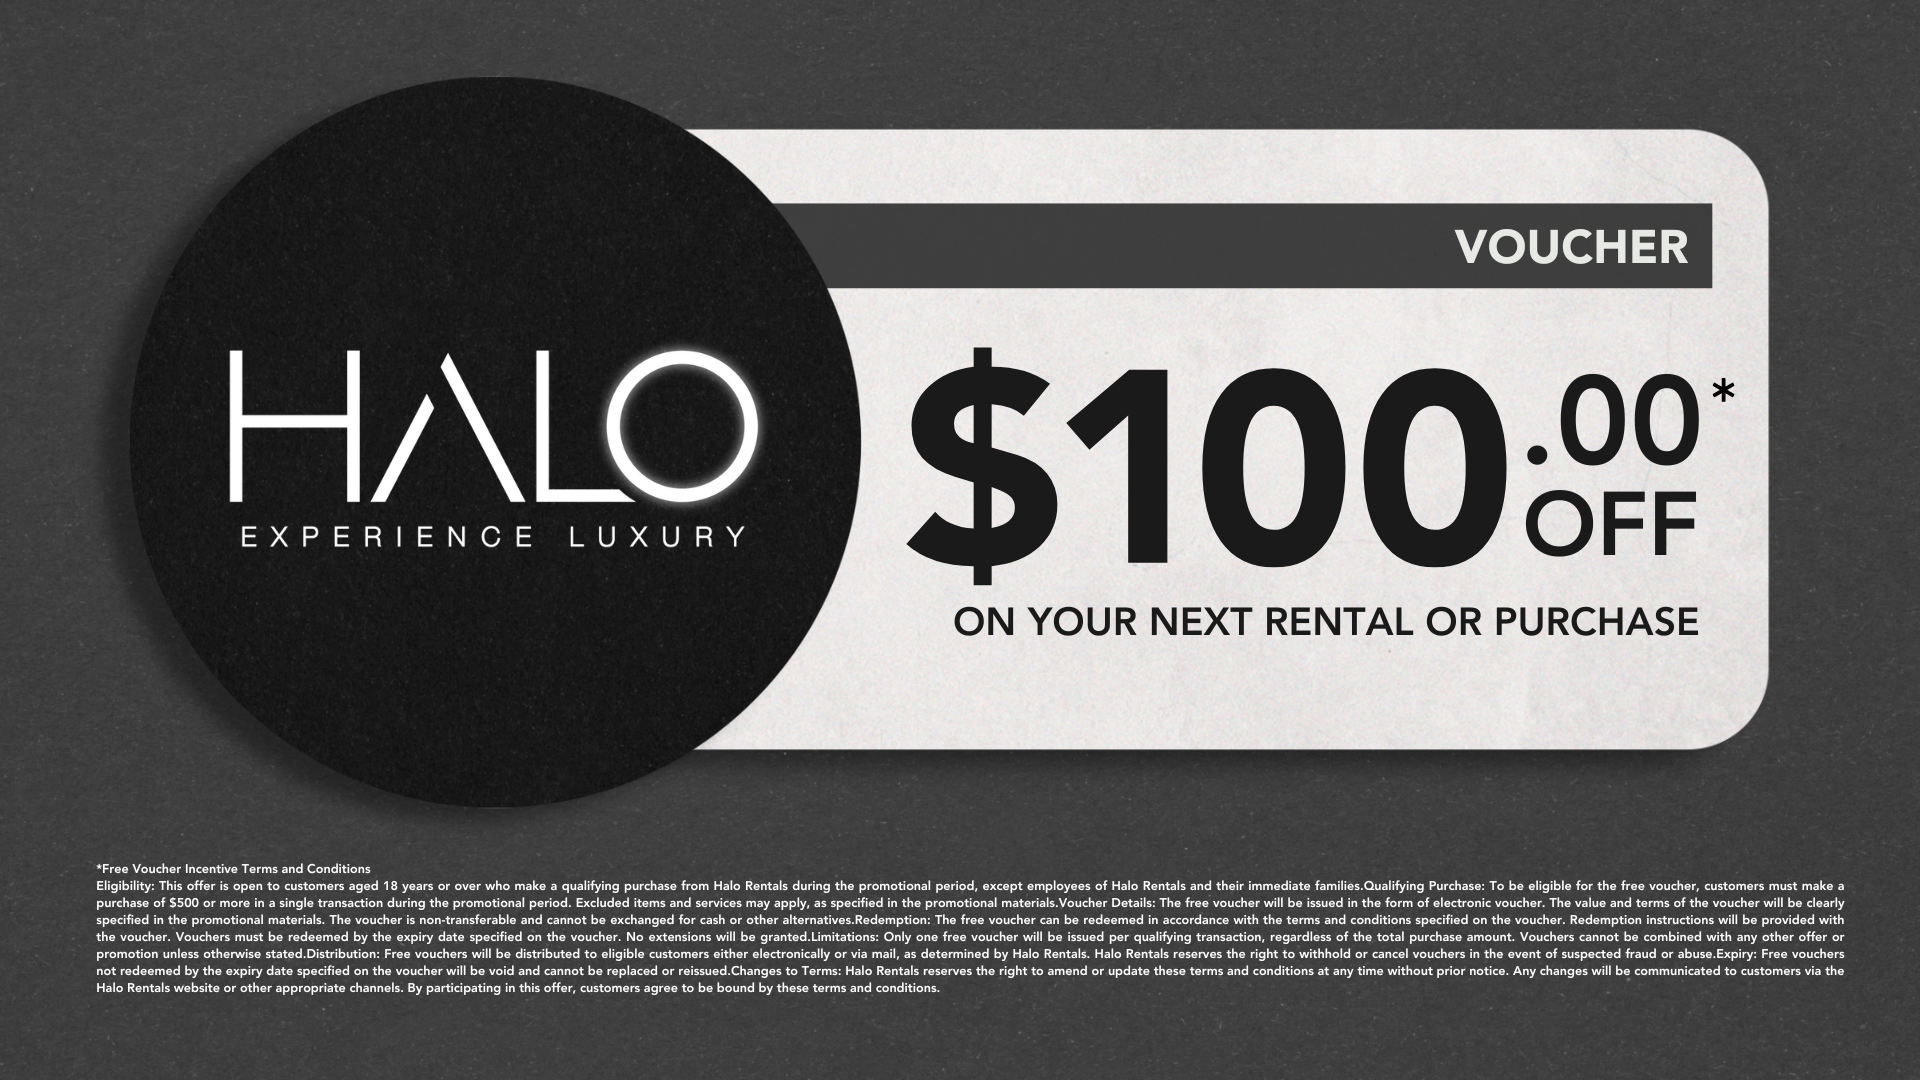 VOUCHER
HALO
EXPERIENCE LUXURY
$100.00*
OFF
ON YOUR NEXT RENTAL OR PURCHASE
*Free Voucher Incentive Terms and Conditions
Eligibility: This offer is open to customers aged 18 years or over who make a qualifying purchase from Halo Rentals during the promotional period, except employees of Halo Rentals and their immediate families.Qualifying Purchase: To be eligible for the free voucher, customers must make a
purchase of $500 or more in a single transaction during the promotional period. Excluded items and services may apply, as specified in the promotional materials.Voucher Details: The free voucher will be issued in the form of electronic voucher. The value and terms of the voucher will be clearly
specified in the promotional materials. The voucher is non-transferable and cannot be exchanged for cash or other alternatives.Redemption: The free voucher can be redeemed in accordance with the terms and conditions specified on the voucher. Redemption instructions will be provided with
the voucher. Vouchers must be redeemed by the expiry date specified on the voucher. No extensions will be granted.Limitations: Only one free voucher will be issued per qualifying transaction, regardless of the total purchase amount. Vouchers cannot be combined with any other offer or
promotion unless otherwise stated.Distribution: Free vouchers will be distributed to eligible customers either electronically or via mail, as determined by Halo Rentals. Halo Rentals reserves the right to withhold or cancel vouchers in the event of suspected fraud or abuse.Expiry: Free vouchers
not redeemed by the expiry date specified on the voucher will be void and cannot be replaced or reissued.Changes to Terms: Halo Rentals reserves the right to amend or update these terms and conditions at any time without prior notice. Any changes will be communicated to customers via the
Halo Rentals website or other appropriate channels. By participating in this offer, customers agree to be bound by these terms and conditions.